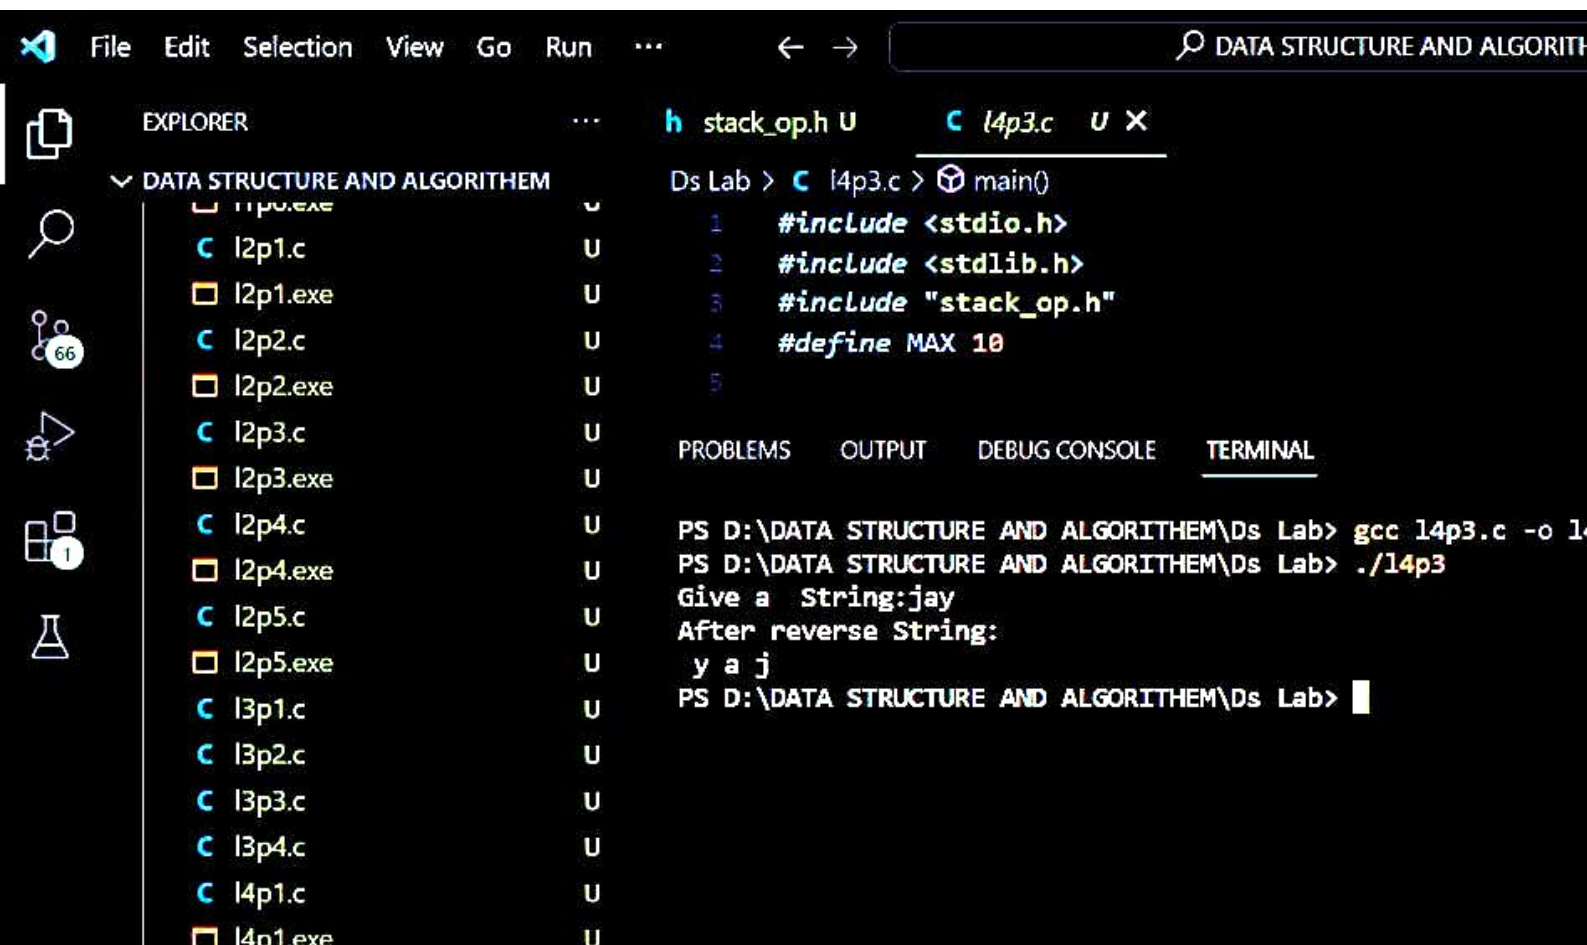 File Edit Selection View Go Run ...
DATA STRUCTURE AND ALGORITH
EXPLORER ...
DATA STRUCTURE AND ALGORITHEM
U
C l2p1.c U
l2p1.exe U
C l2p2.c U
l2p2.exe U
C l2p3.c U
l2p3.exe U
C l2p4.c U
l2p4.exe U
C l2p5.c U
l2p5.exe U
C l3p1.c U
C l3p2.c U
C l3p3.c U
C l3p4.c U
C l4p1.c U
l4p1.exe U
66
1
h stack_op.h U C l4p3.c U
Ds Lab > C l4p3.c > main()
1 #include <stdio.h>
2 #include <stdlib.h>
3 #include "stack_op.h"
4 #define MAX 10
5
PROBLEMS OUTPUT DEBUG CONSOLE TERMINAL
PS D:\DATA STRUCTURE AND ALGORITHEM\Ds Lab> gcc l4p3.c -o l4
PS D:\DATA STRUCTURE AND ALGORITHEM\Ds Lab> ./l4p3
Give a  String:jay
After reverse String:
 y a j
PS D:\DATA STRUCTURE AND ALGORITHEM\Ds Lab>